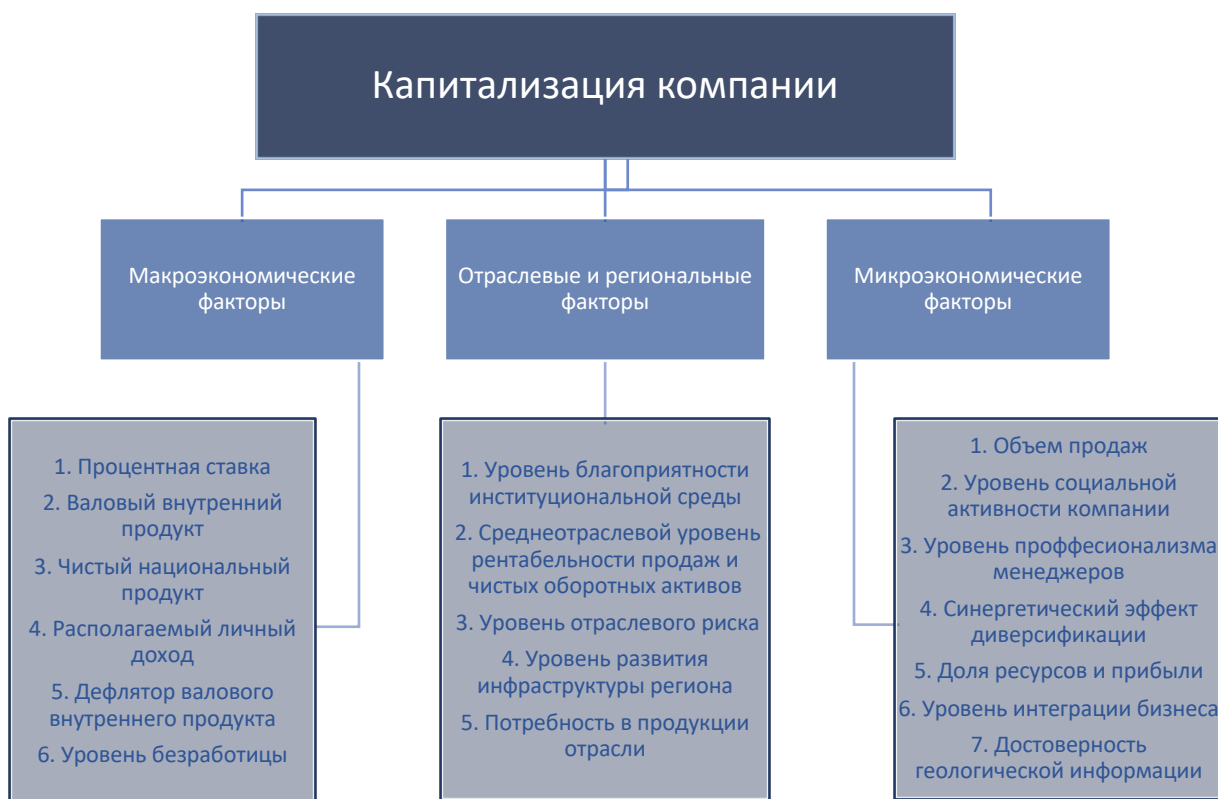 Капитализация компании
Макроэкономические
факторы
Отраслевые и региональные
факторы
Микроэкономические
факторы
1. Процентная ставка
2. Валовый внутренний
продукт
3. Чистый национальный
продукт
4. Располагаемый личный
доход
5. Дефлятор валового
внутреннего продукта
6. Уровень безработицы
1. Уровень благоприятности
институциональной среды
2. Среднеотраслевой уровень
рентабельности продаж и
чистых оборотных активов
3. Уровень отраслевого риска
4. Уровень развития
инфраструктуры региона
5. Потребность в продукции
отрасли
1. Объем продаж
2. Уровень социальной
активности компании
3. Уровень проффесионализма
менеджеров
4. Синергетический эффект
диверсификации
5. Доля ресурсов и прибыли
6. Уровень интеграции бизнеса
7. Достоверность
геологической информации